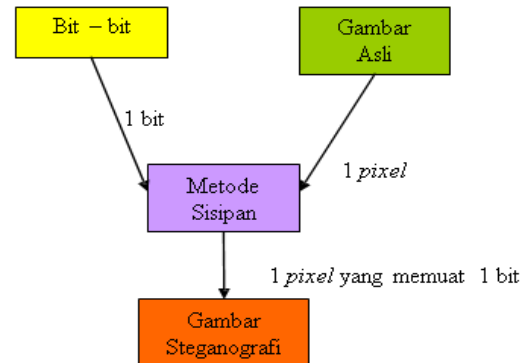 Bit – bit
Gambar
Asli
1 bit
1 pixel
Metode
Sisipan
1 pixel yang memuat 1 bit
Gambar
Steganografi